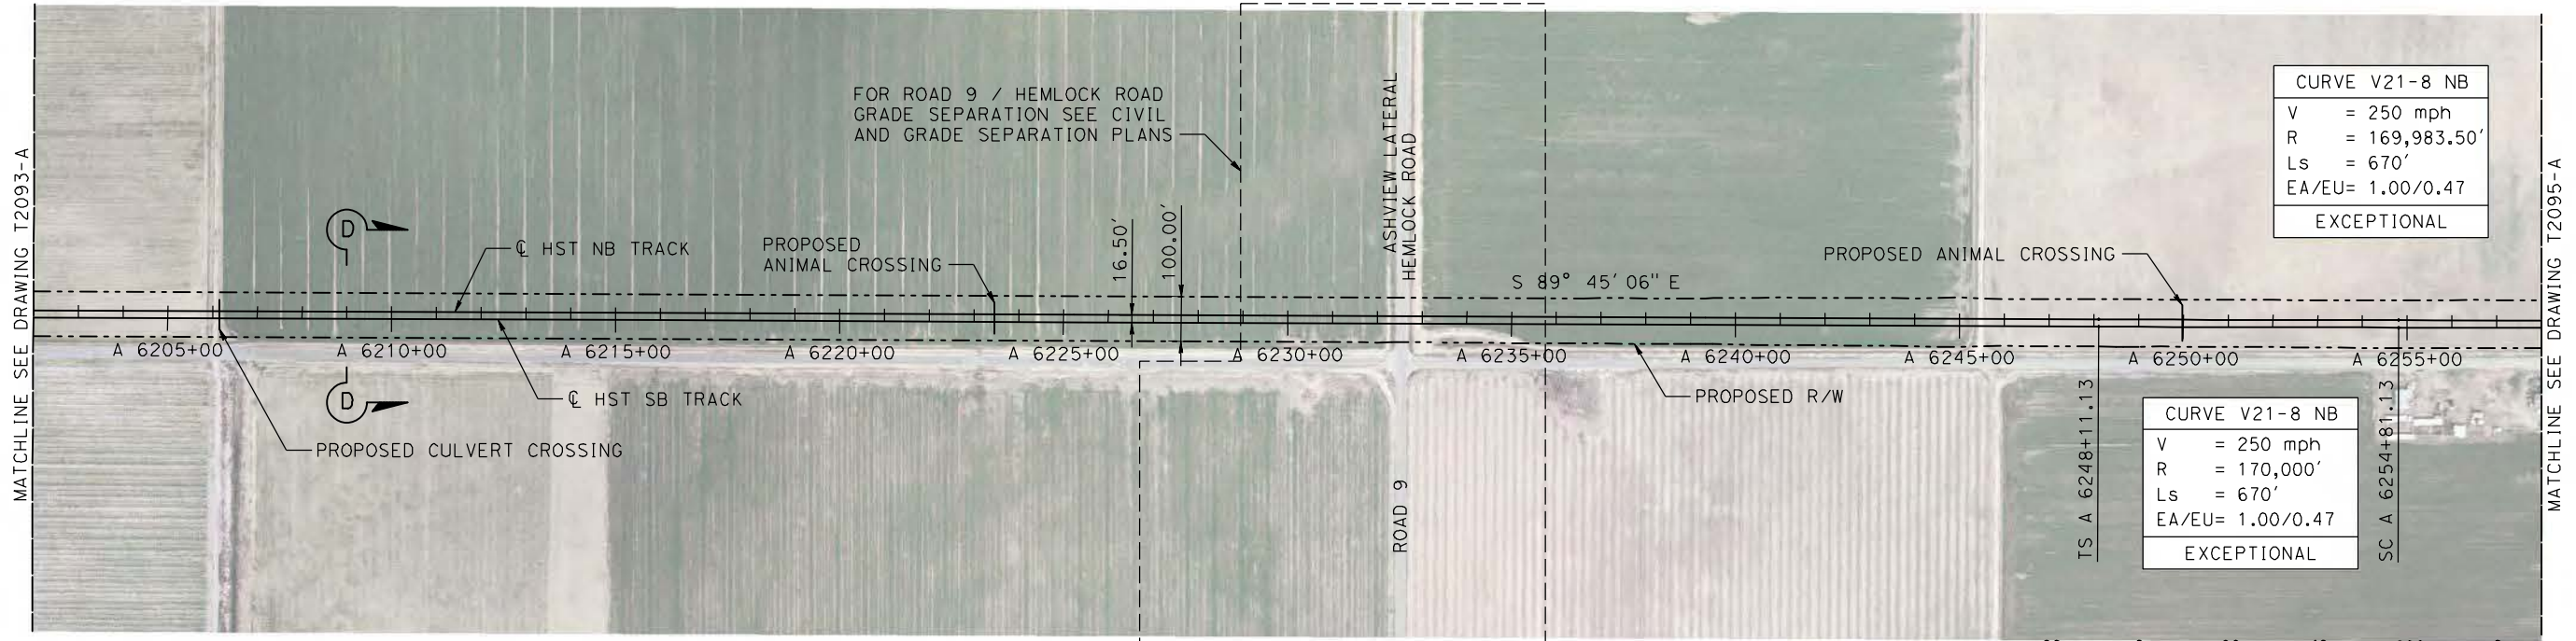 MATCHLINE SEE DRAWING T2093-A
FOR ROAD 9 / HEMLOCK ROAD
GRADE SEPARATION SEE CIVIL
AND GRADE SEPARATION PLANS
ASHVIEW LATERAL
HEMLOCK ROAD
CURVE V21-8 NB
V = 250 mph
R = 169,983.50'
Ls = 670'
EA/EU= 1.00/0.47
EXCEPTIONAL
MATCHLINE SEE DRAWING T2095-A
D
℄ HST NB TRACK
PROPOSED
ANIMAL CROSSING
16.50'
100.00'
S 89° 45' 06" E
PROPOSED ANIMAL CROSSING
A 6205+00
A 6210+00
A 6215+00
A 6220+00
A 6225+00
A 6230+00
A 6235+00
A 6240+00
A 6245+00
A 6250+00
A 6255+00
D
℄ HST SB TRACK
PROPOSED R/W
PROPOSED CULVERT CROSSING
ROAD 9
TS A 6248+11.13
CURVE V21-8 NB
V = 250 mph
R = 170,000'
Ls = 670'
EA/EU= 1.00/0.47
EXCEPTIONAL
SC A 6254+81.13